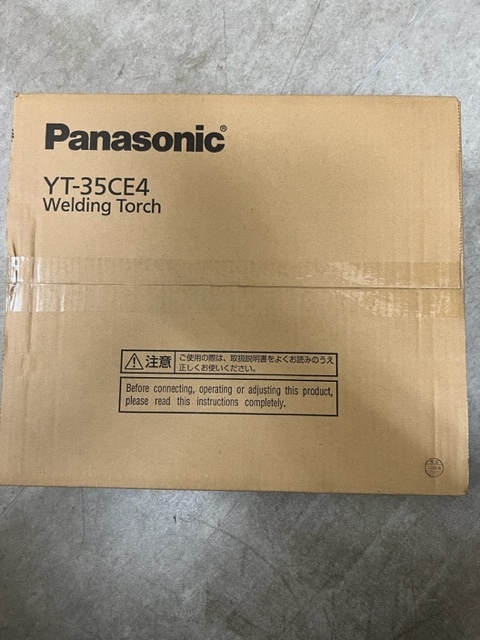 Panasonic®
YT-35CE4
Welding Torch
注意
ご使用の際は、取扱説明書をよくお読みのうえ
正しくお使いください。
Before connecting, operating or adjusting this product,
please read this instructions completely.